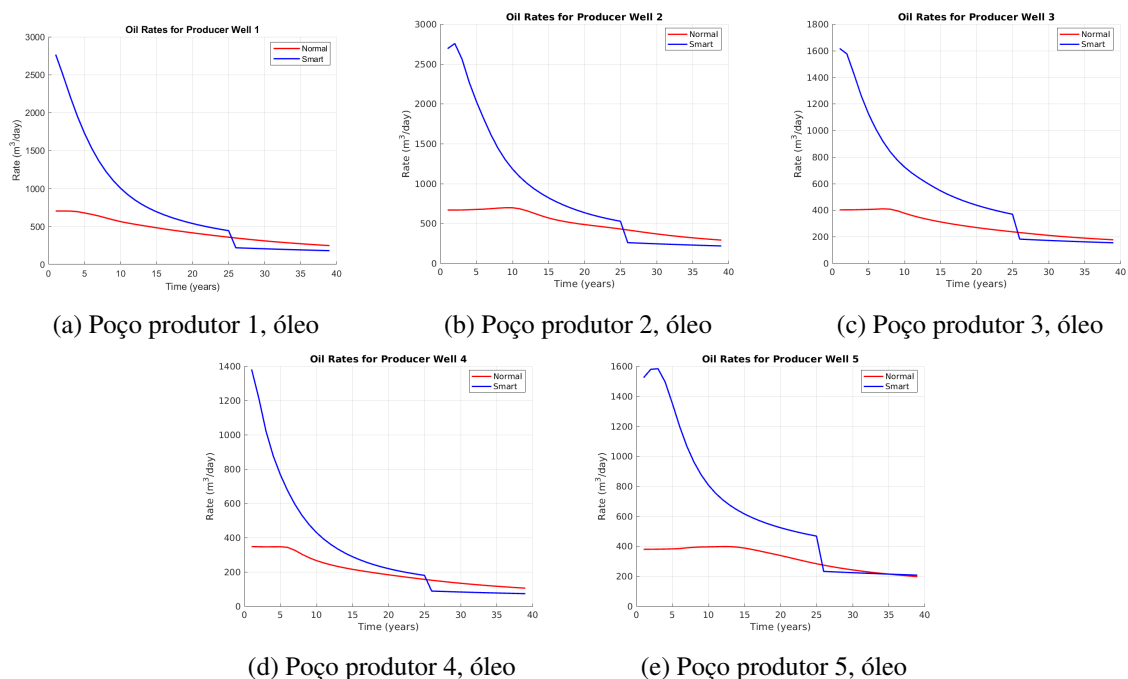 Oil Rates for Producer Well 1
Normal
Smart
Rate (m³/day)
3000
2500
2000
1500
1000
500
0
0 5 10 15 20 25 30 35 40
Time (years)
(a) Poço produtor 1, óleo
Oil Rates for Producer Well 2
Normal
Smart
Rate (m³/day)
3000
2500
2000
1500
1000
500
0
0 5 10 15 20 25 30 35 40
Time (years)
(b) Poço produtor 2, óleo
Oil Rates for Producer Well 3
Normal
Smart
Rate (m³/day)
1800
1600
1400
1200
1000
800
600
400
200
0
0 5 10 15 20 25 30 35 40
Time (years)
(c) Poço produtor 3, óleo
Oil Rates for Producer Well 4
Normal
Smart
Rate (m³/day)
1400
1200
1000
800
600
400
200
0
0 5 10 15 20 25 30 35 40
Time (years)
(d) Poço produtor 4, óleo
Oil Rates for Producer Well 5
Normal
Smart
Rate (m³/day)
1600
1400
1200
1000
800
600
400
200
0
0 5 10 15 20 25 30 35 40
Time (years)
(e) Poço produtor 5, óleo